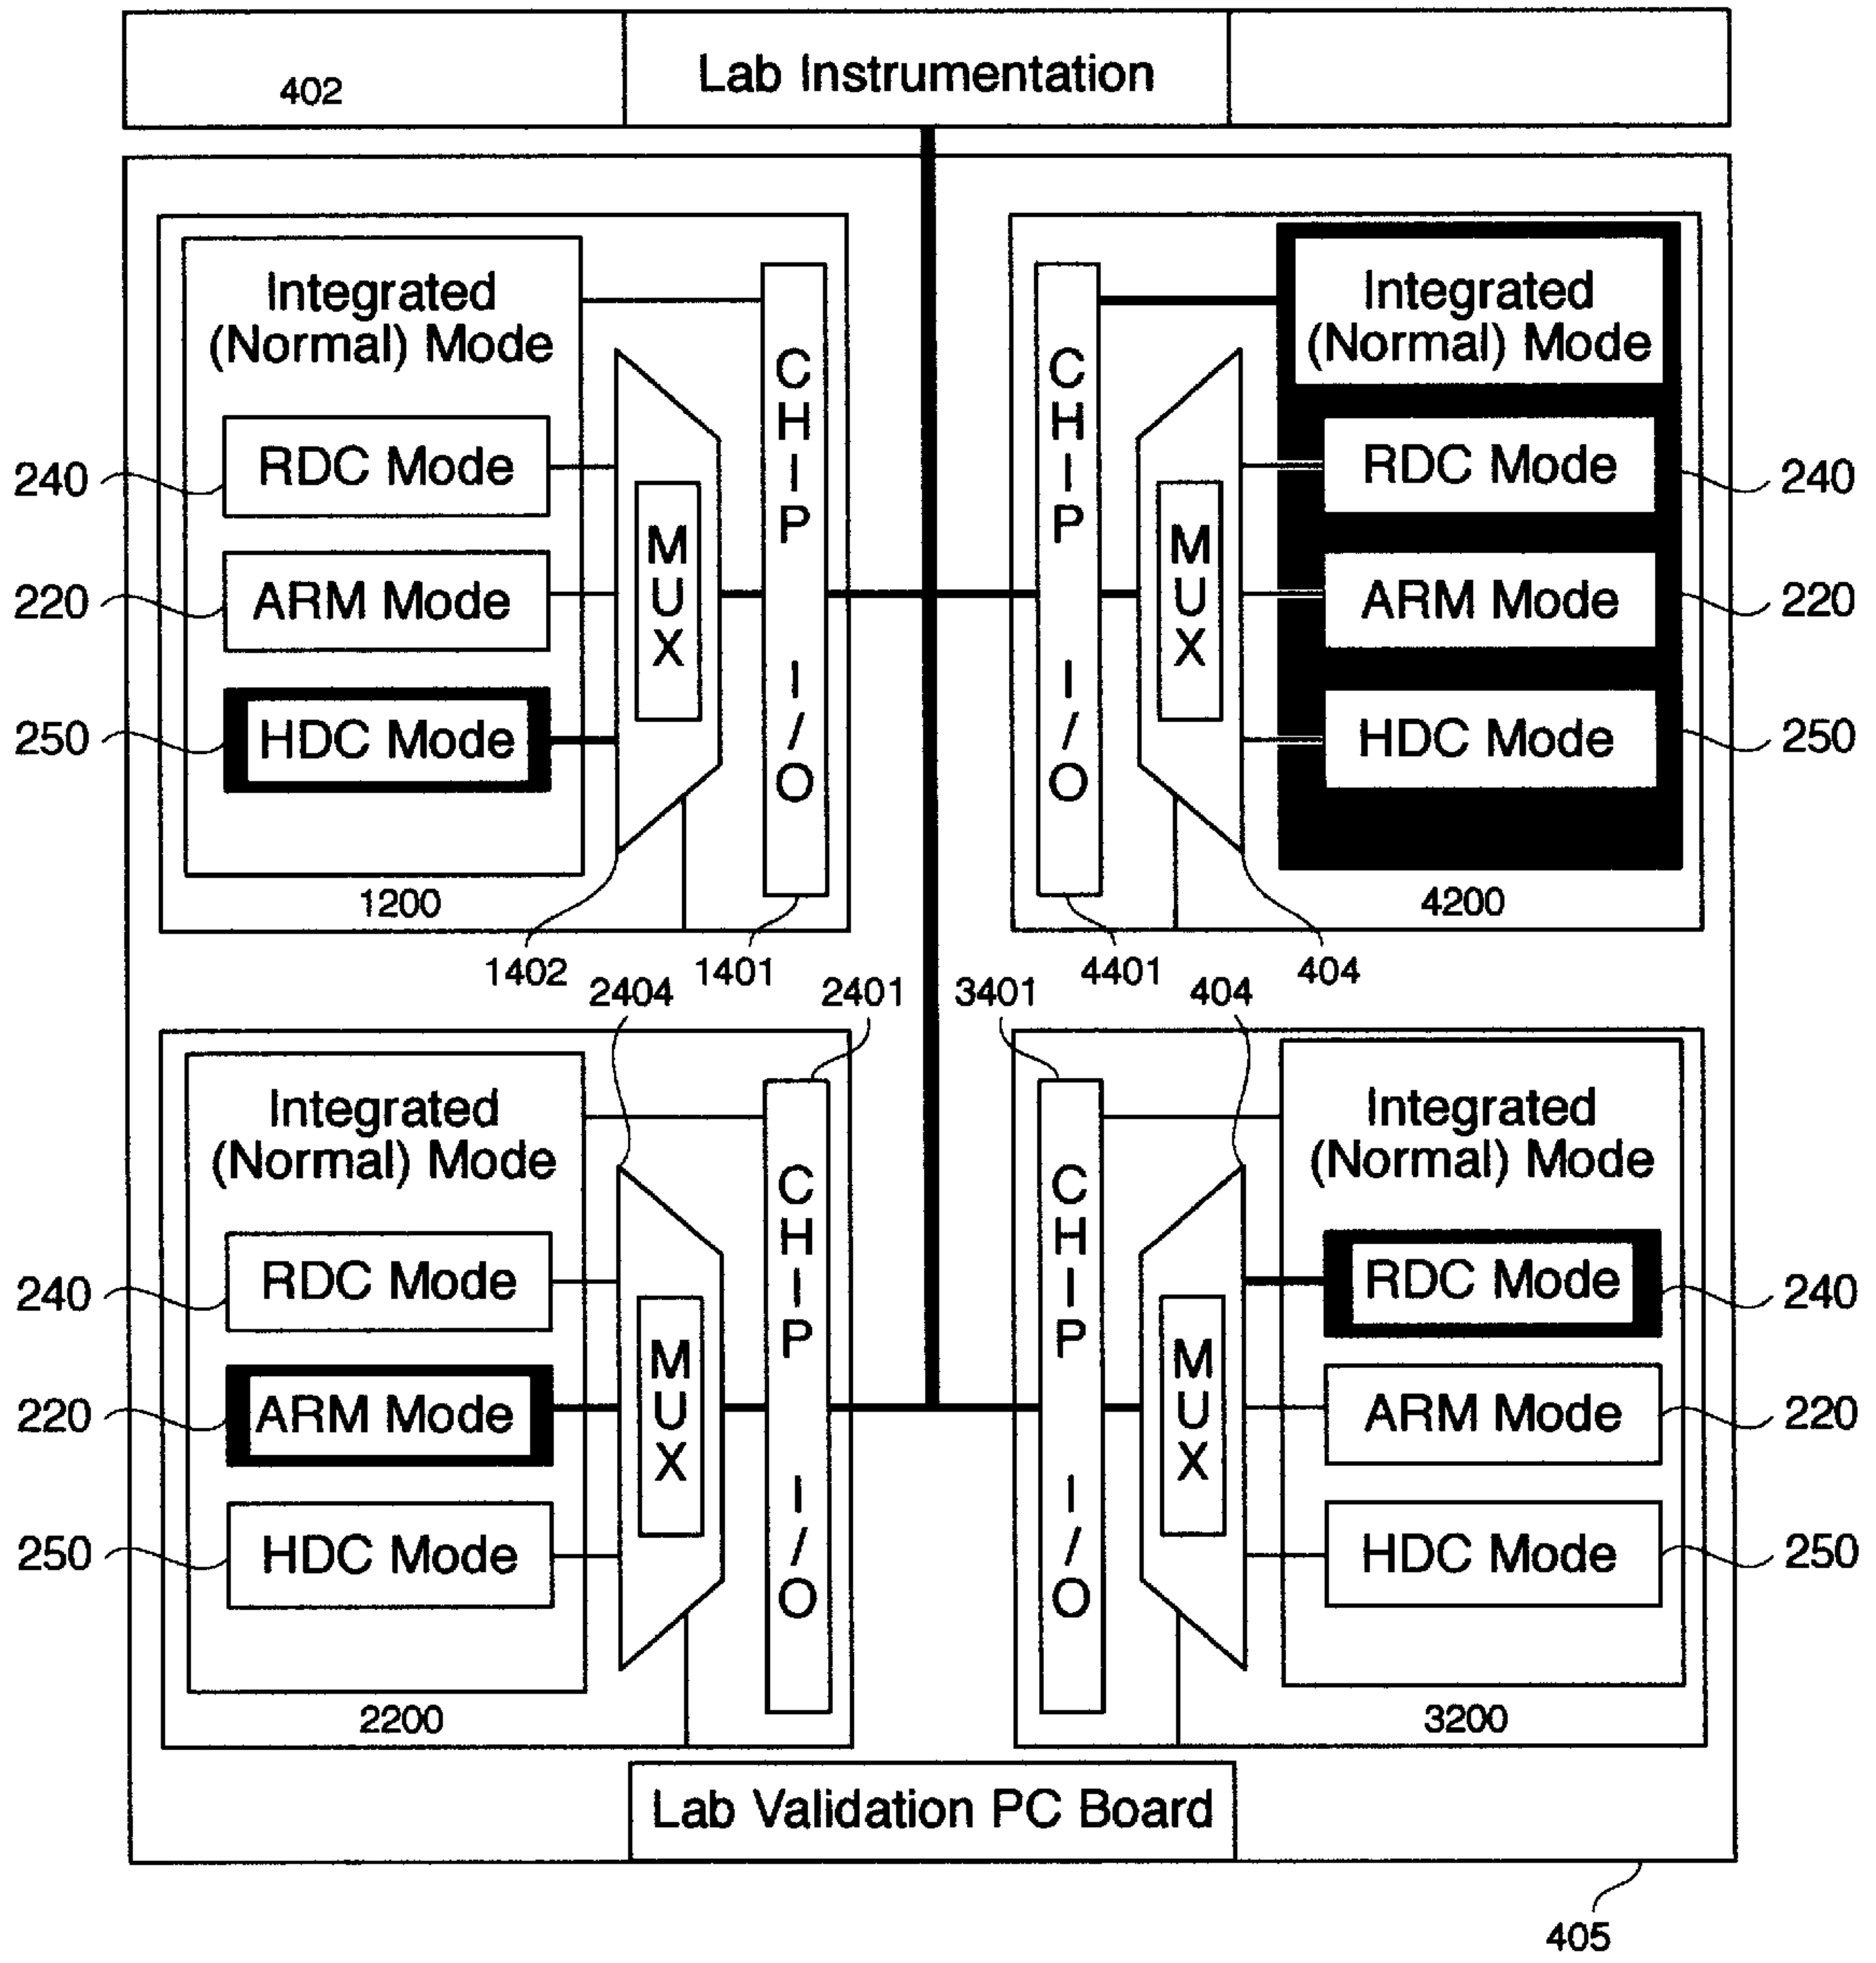 402
Lab Instrumentation
Integrated
(Normal) Mode
240
RDC Mode
220
ARM Mode
250
HDC Mode
MUX
CHIP I/O
1200
1402
1401
CHIP I/O
MUX
Integrated
(Normal) Mode
RDC Mode
240
ARM Mode
220
HDC Mode
250
4200
4401
404
2404
2401
Integrated
(Normal) Mode
240
RDC Mode
220
ARM Mode
250
HDC Mode
MUX
CHIP I/O
2200
3401
404
CHIP I/O
MUX
Integrated
(Normal) Mode
RDC Mode
240
ARM Mode
220
HDC Mode
250
3200
Lab Validation PC Board
405